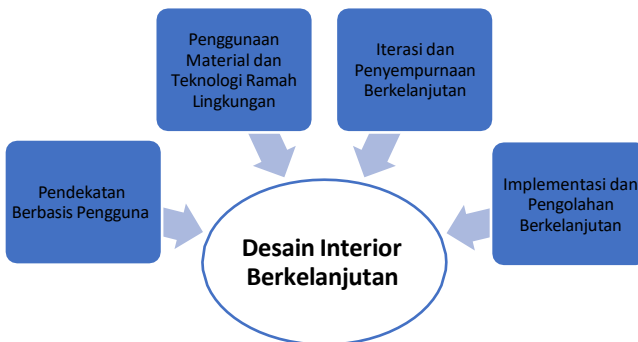 Pendekatan
Berbasis Pengguna
Penggunaan
Material dan
Teknologi Ramah
Lingkungan
Iterasi dan
Penyempurnaan
Berkelanjutan
Implementasi dan
Pengolahan
Berkelanjutan
Desain Interior
Berkelanjutan